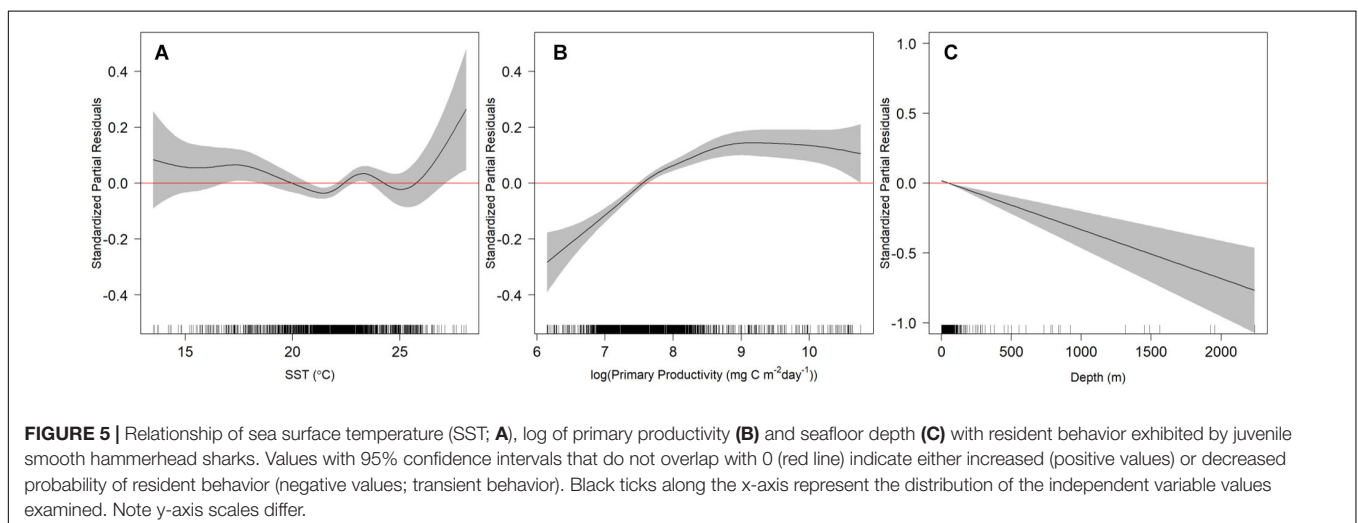 A
B
C
Standardized Partial Residuals
0.4
0.2
0.0
-0.2
-0.4
15
20
25
SST (°C)
Standardized Partial Residuals
0.4
0.2
0.0
-0.2
-0.4
6
7
8
9
10
log(Primary Productivity (mg C m⁻²day⁻¹))
Standardized Partial Residuals
1.0
0.5
0.0
-0.5
-1.0
0
500
1000
1500
2000
Depth (m)
FIGURE 5 | Relationship of sea surface temperature (SST; A), log of primary productivity (B) and seafloor depth (C) with resident behavior exhibited by juvenile
smooth hammerhead sharks. Values with 95% confidence intervals that do not overlap with 0 (red line) indicate either increased (positive values) or decreased
probability of resident behavior (negative values; transient behavior). Black ticks along the x-axis represent the distribution of the independent variable values
examined. Note y-axis scales differ.